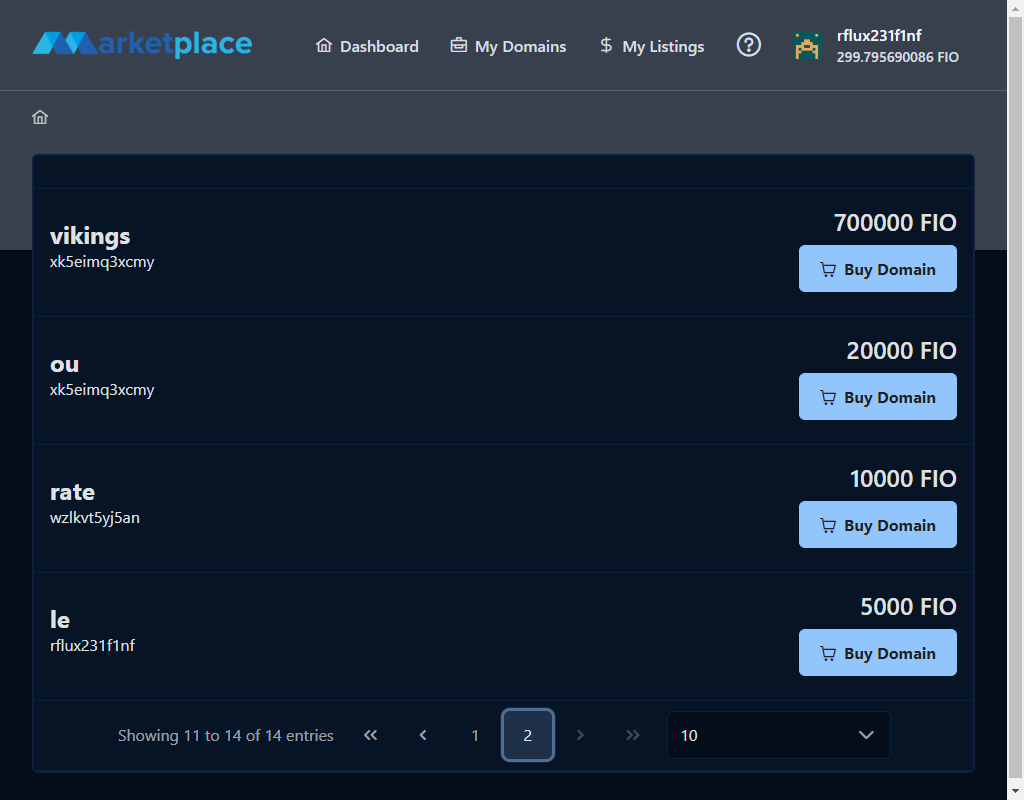 Marketplace
Dashboard
My Domains
My Listings
rflux231f1nf
299.795690086 FIO
vikings
xk5eimq3xcmy
700000 FIO
Buy Domain
ou
xk5eimq3xcmy
20000 FIO
Buy Domain
rate
wzlkvt5yj5an
10000 FIO
Buy Domain
le
rflux231f1nf
5000 FIO
Buy Domain
Showing 11 to 14 of 14 entries « ‹ 1 2 › » 10